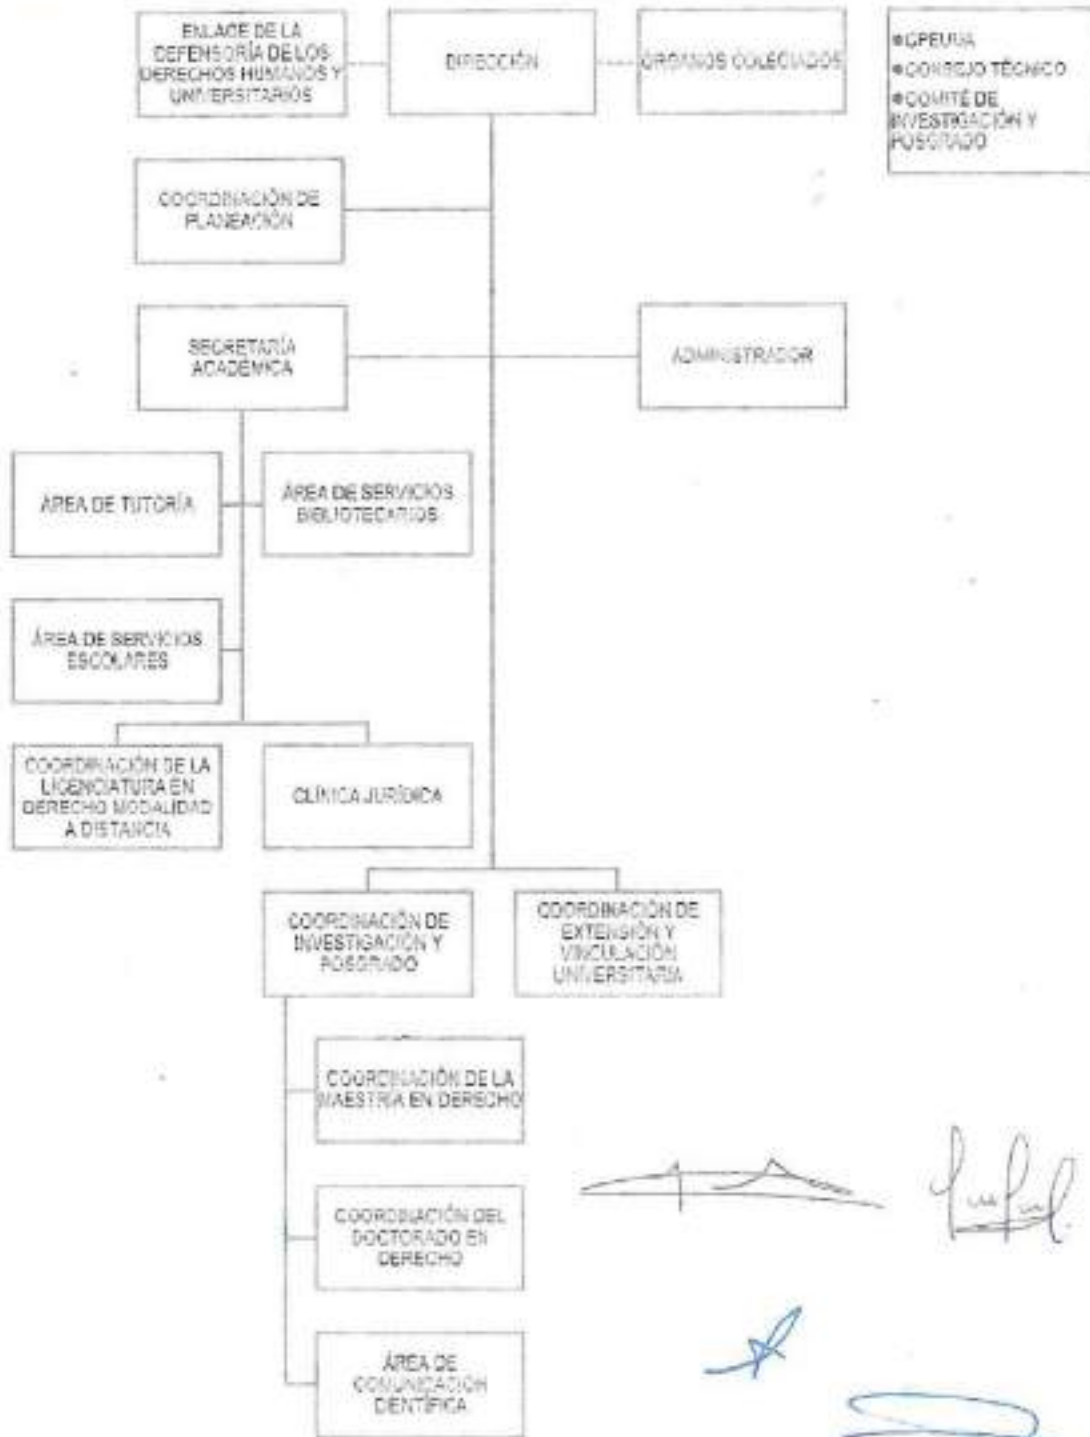 ENLACE DE LA
DEFENSORÍA DE LOS
DERECHOS HUMANOS Y
UNIVERSITARIOS
DIRECCIÓN
ÓRGANOS COLEGIADOS
CONSEJO TÉCNICO
COMITÉ DE
INVESTIGACIÓN Y
POSGRADO
COORDINACIÓN DE
PLANEACIÓN
SECRETARÍA
ACADÉMICA
ADMINISTRADOR
ÁREA DE TUTORÍA
ÁREA DE SERVICIOS
BIBLIOTECARIOS
ÁREA DE SERVICIOS
ESCOLARES
COORDINACIÓN DE LA
LICENCIATURA EN
DERECHO MODALIDAD
A DISTANCIA
CLÍNICA JURÍDICA
COORDINACIÓN DE
INVESTIGACIÓN Y
POSGRADO
COORDINACIÓN DE
EXTENSIÓN Y
VINCULACIÓN
UNIVERSITARIA
COORDINACIÓN DE LA
MAESTRÍA EN DERECHO
COORDINACIÓN DEL
DOCTORADO EN
DERECHO
ÁREA DE
COMUNICACIÓN
CIENTÍFICA